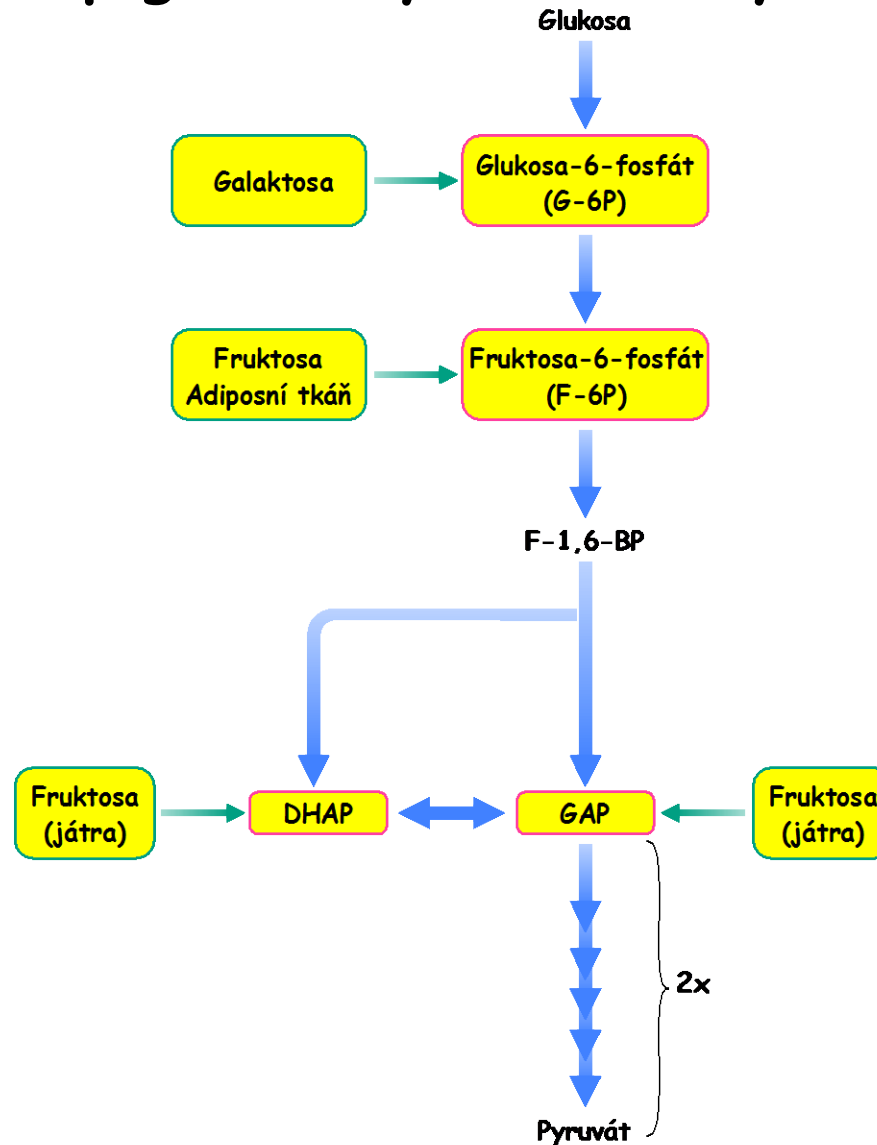 Glukosa
Galaktosa
Glukosa-6-fosfát
(G-6P)
Fruktosa
Adiposní tkáň
Fruktosa-6-fosfát
(F-6P)
F-1,6-BP
Fruktosa
(játra)
DHAP
GAP
Fruktosa
(játra)
2x
Pyruvát